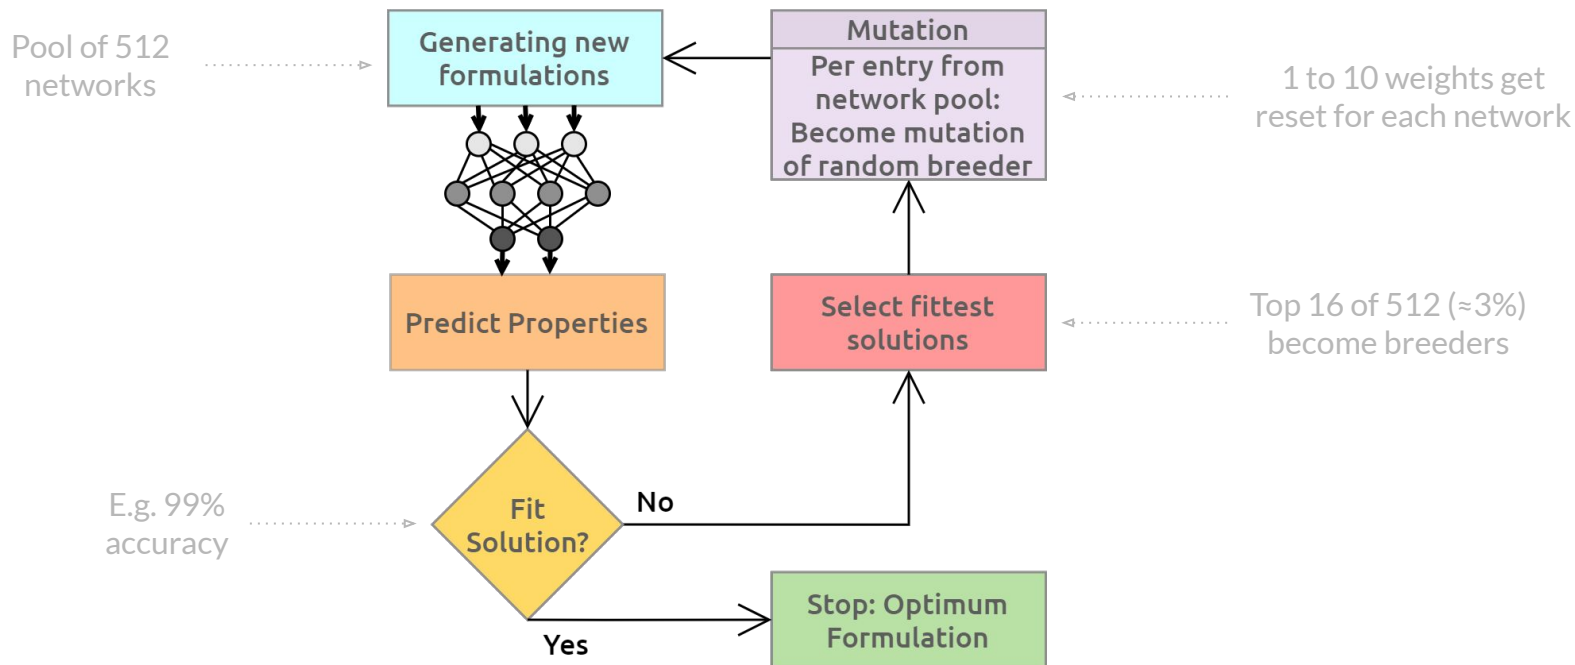 Pool of 512
networks
Generating new
formulations
Mutation
Per entry from
network pool:
Become mutation
of random breeder
1 to 10 weights get
reset for each network
Predict Properties
Select fittest
solutions
Top 16 of 512 (≈3%)
become breeders
E.g. 99%
accuracy
Fit
Solution?
No
Yes
Stop: Optimum
Formulation